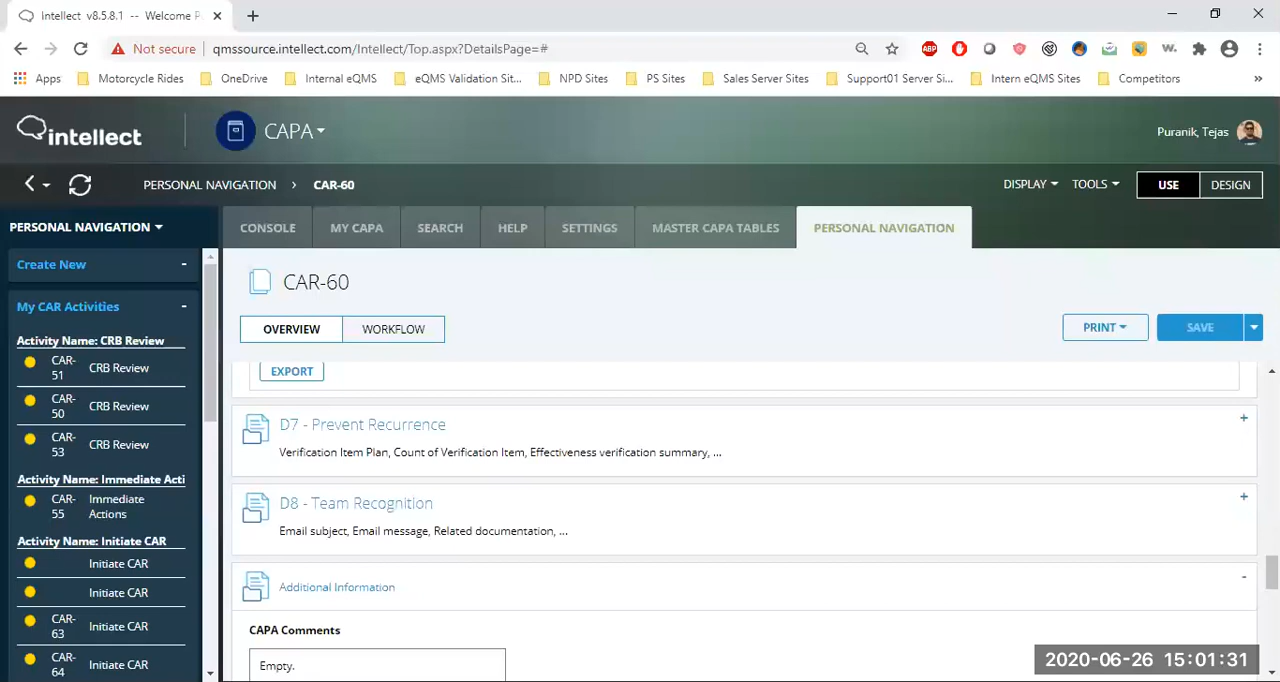 Intellect v8.5.8.1 -- Welcome P
Not secure qmssource.intellect.com/Intellect/Top.aspx?DetailsPage=#
ABP
W.
Apps Motorcycle Rides OneDrive Internal eQMS eQMS Validation Sit... NPD Sites PS Sites Sales Server Sites Support01 Server Si... Intern eQMS Sites Competitors »
intellect CAPA Puranik, Tejas
PERSONAL NAVIGATION › CAR-60 DISPLAY TOOLS USE DESIGN
PERSONAL NAVIGATION CONSOLE MY CAPA SEARCH HELP SETTINGS MASTER CAPA TABLES PERSONAL NAVIGATION
Create New -
My CAR Activities -
Activity Name: CRB Review
CAR-
51 CRB Review
CAR-
50 CRB Review
CAR-
53 CRB Review
Activity Name: Immediate Acti
CAR- Immediate
55 Actions
Activity Name: Initiate CAR
Initiate CAR
Initiate CAR
CAR-
63 Initiate CAR
CAR-
64 Initiate CAR
CAR-60
OVERVIEW WORKFLOW PRINT SAVE
EXPORT
D7 - Prevent Recurrence +
Verification Item Plan, Count of Verification Item, Effectiveness verification summary, ...
D8 - Team Recognition +
Email subject, Email message, Related documentation, ...
Additional Information -
CAPA Comments
Empty.
2020-06-26 15:01:31